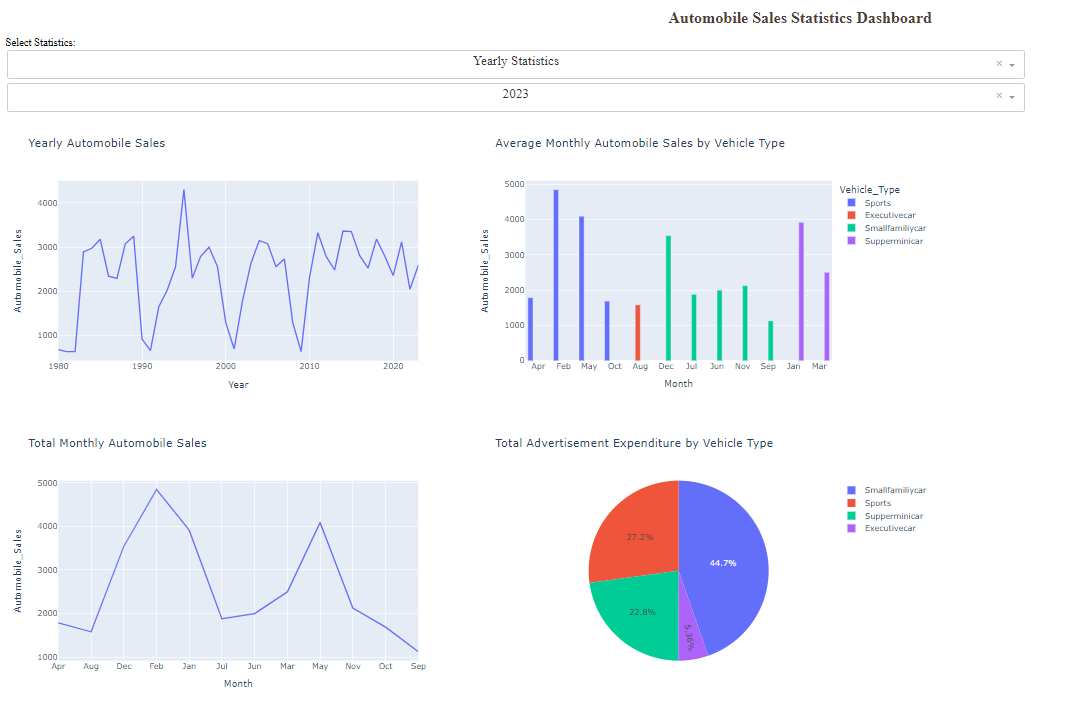 Automobile Sales Statistics Dashboard
Select Statistics:
Yearly Statistics
× 
2023
×
Yearly Automobile Sales
Automobile_Sales
4000
3000
2000
1000
1980 1990 2000 2010 2020
Year
Average Monthly Automobile Sales by Vehicle Type
Automobile_Sales
5000
4000
3000
2000
1000
0
Apr Feb May Oct Aug Dec Jul Jun Nov Sep Jan Mar
Month
Vehicle_Type
Sports
Executivecar
Smallfamiliycar
Supperminicar
Total Monthly Automobile Sales
Automobile_Sales
5000
4000
3000
2000
1000
Apr Aug Dec Feb Jan Jul Jun Mar May Nov Oct Sep
Month
Total Advertisement Expenditure by Vehicle Type
27.2%
44.7%
22.8%
5.36%
Smallfamiliycar
Sports
Supperminicar
Executivecar